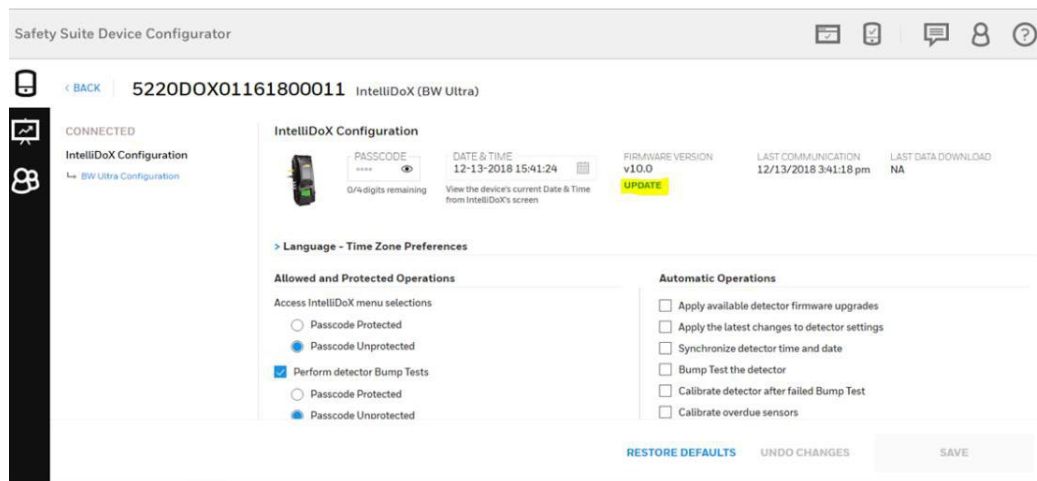 Safety Suite Device Configurator
< BACK
5220DOX01161800011 IntelliDoX (BW Ultra)
CONNECTED
IntelliDoX Configuration
BW Ultra Configuration
IntelliDoX Configuration
PASSCODE
----
0/4 digits remaining
DATE & TIME
12-13-2018 15:41:24
View the device's current Date & Time
from IntelliDoX's screen
FIRMWARE VERSION
v10.0
UPDATE
LAST COMMUNICATION
12/13/2018 3:41:18 pm
LAST DATA DOWNLOAD
NA
> Language - Time Zone Preferences
Allowed and Protected Operations
Access IntelliDoX menu selections
Passcode Protected
Passcode Unprotected
Perform detector Bump Tests
Passcode Protected
Passcode Unprotected
Automatic Operations
Apply available detector firmware upgrades
Apply the latest changes to detector settings
Synchronize detector time and date
Bump Test the detector
Calibrate detector after failed Bump Test
Calibrate overdue sensors
RESTORE DEFAULTS
UNDO CHANGES
SAVE